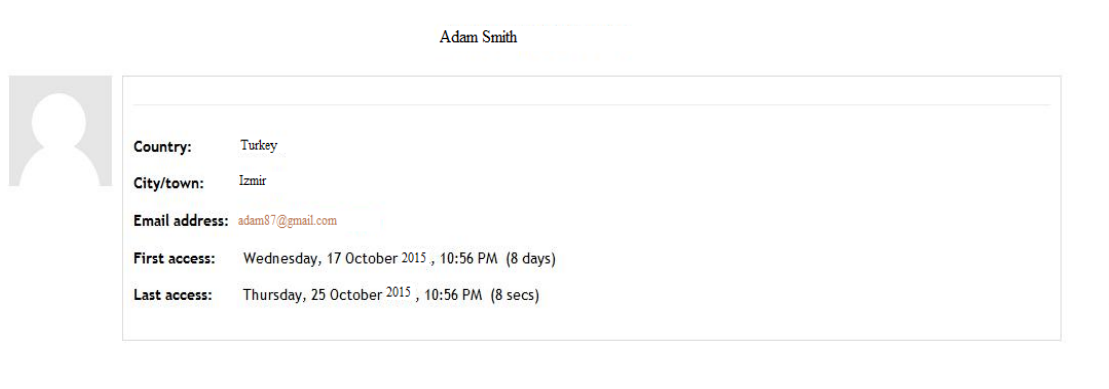 Adam Smith
Country: Turkey
City/town: Izmir
Email address: adam87@gmail.com
First access: Wednesday, 17 October 2015 , 10:56 PM (8 days)
Last access: Thursday, 25 October 2015 , 10:56 PM (8 secs)